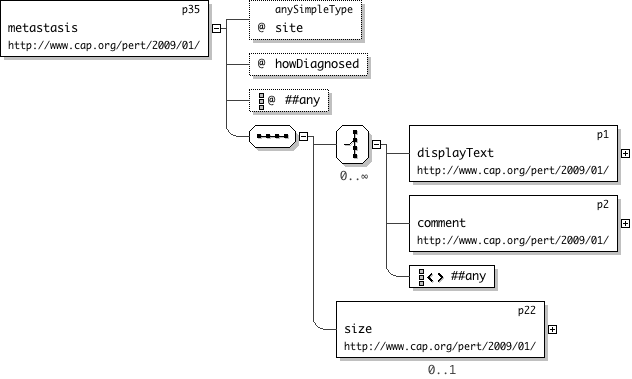 p35
metastasis
http://www.cap.org/pert/2009/01/
anySimpleType
@ site
@ howDiagnosed
@ ##any
0..∞
p1
displayText
http://www.cap.org/pert/2009/01/
p2
comment
http://www.cap.org/pert/2009/01/
##any
p22
size
http://www.cap.org/pert/2009/01/
0..1